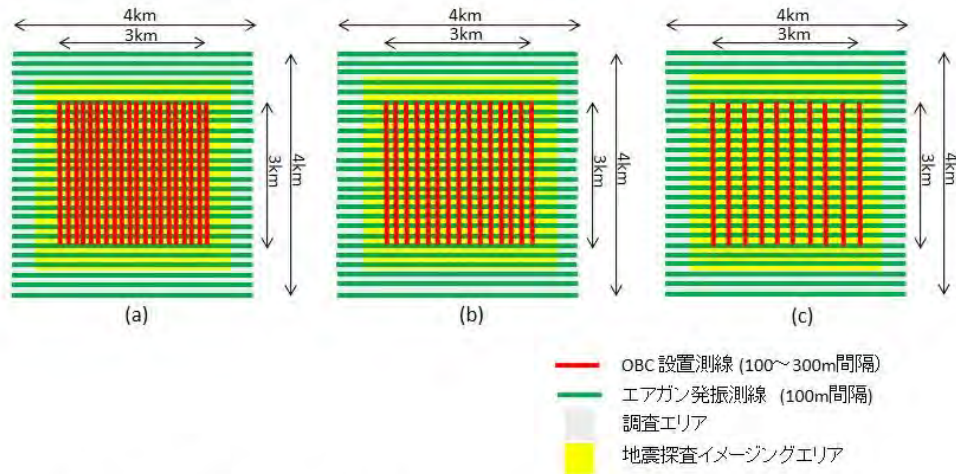 4km
3km
3km
4km
(a)
4km
3km
3km
4km
(b)
4km
3km
3km
4km
(c)
OBC 設置測線 (100～300m間隔)
エアガン発振測線 (100m間隔)
調査エリア
地震探査イメージングエリア